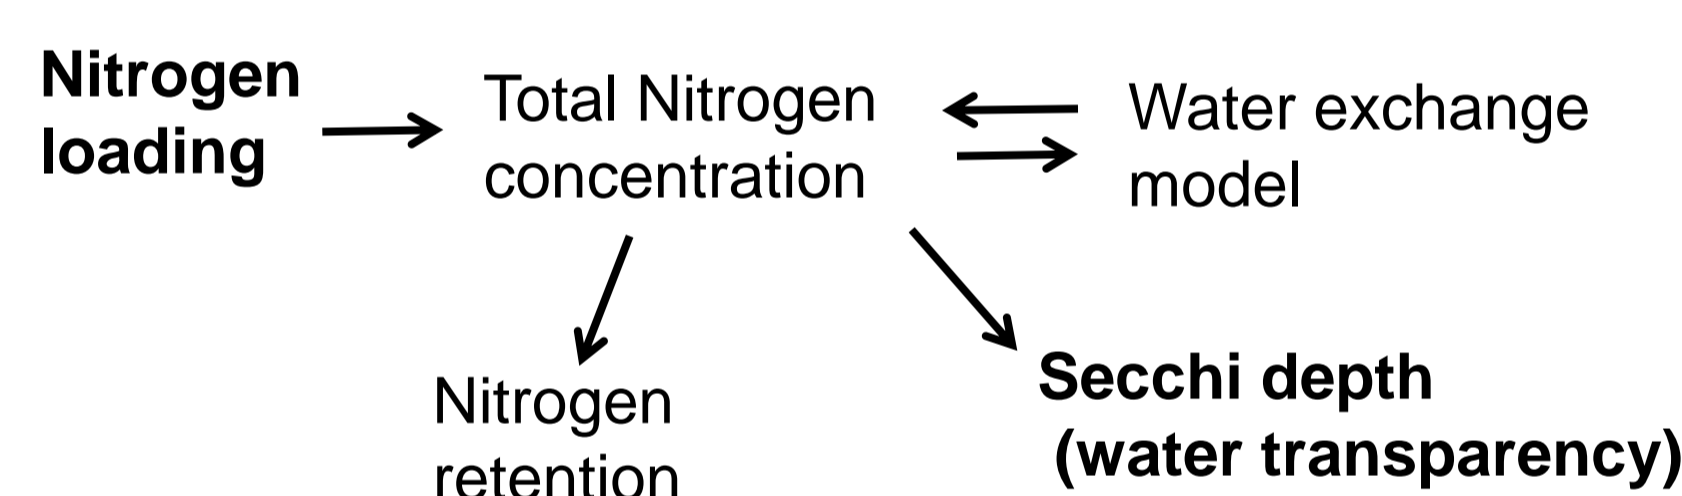 Nitrogen
loading
Total Nitrogen
concentration
Water exchange
model
Nitrogen
retention
Secchi depth
(water transparency)